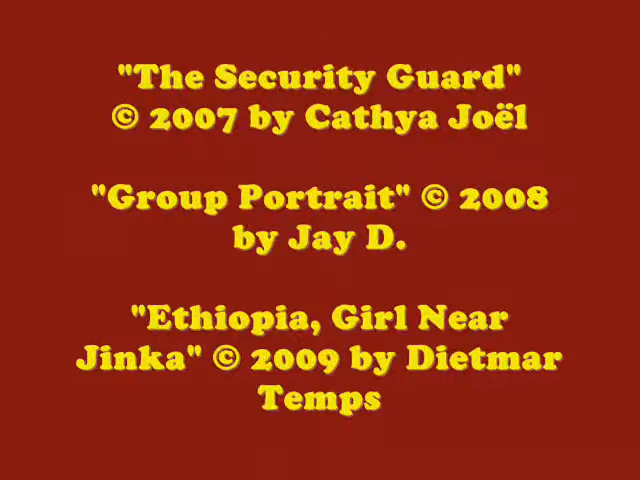 "The Security Guard"
© 2007 by Cathya Joël
"Group Portrait" © 2008
by Jay D.
"Ethiopia, Girl Near
Jinka" © 2009 by Dietmar
Temps